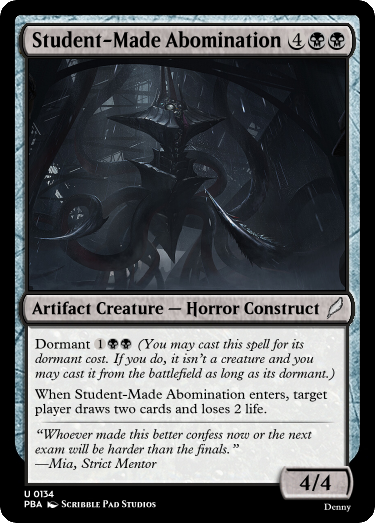 Student-Made Abomination 4
Artifact Creature — Horror Construct
Dormant 1 (You may cast this spell for its
dormant cost. If you do, it isn't a creature and you
may cast it from the battlefield as long as its dormant.)
When Student-Made Abomination enters, target
player draws two cards and loses 2 life.
"Whoever made this better confess now or the next
exam will be harder than the finals."
—Mia, Strict Mentor
4/4
U 0134
PBA Scribble Pad Studios
Denny